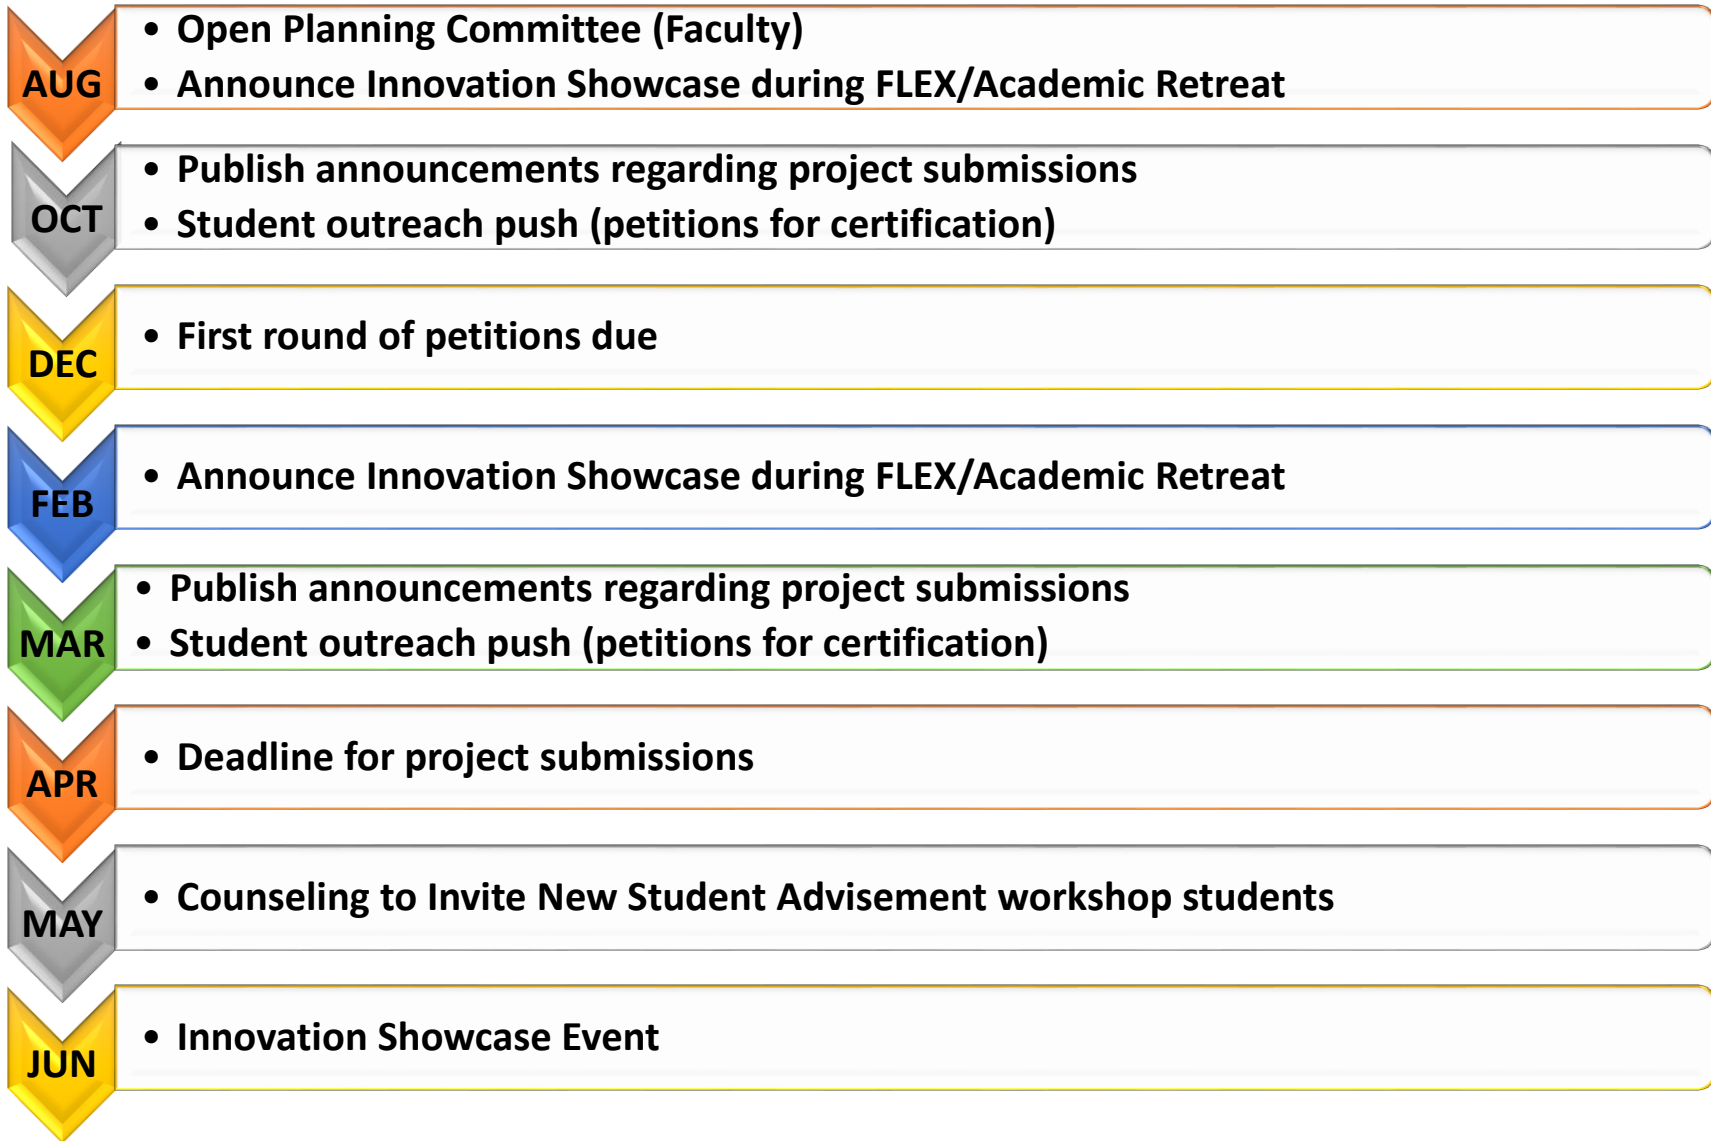 AUG
• Open Planning Committee (Faculty)
• Announce Innovation Showcase during FLEX/Academic Retreat
OCT
• Publish announcements regarding project submissions
• Student outreach push (petitions for certification)
DEC
• First round of petitions due
FEB
• Announce Innovation Showcase during FLEX/Academic Retreat
MAR
• Publish announcements regarding project submissions
• Student outreach push (petitions for certification)
APR
• Deadline for project submissions
MAY
• Counseling to Invite New Student Advisement workshop students
JUN
• Innovation Showcase Event